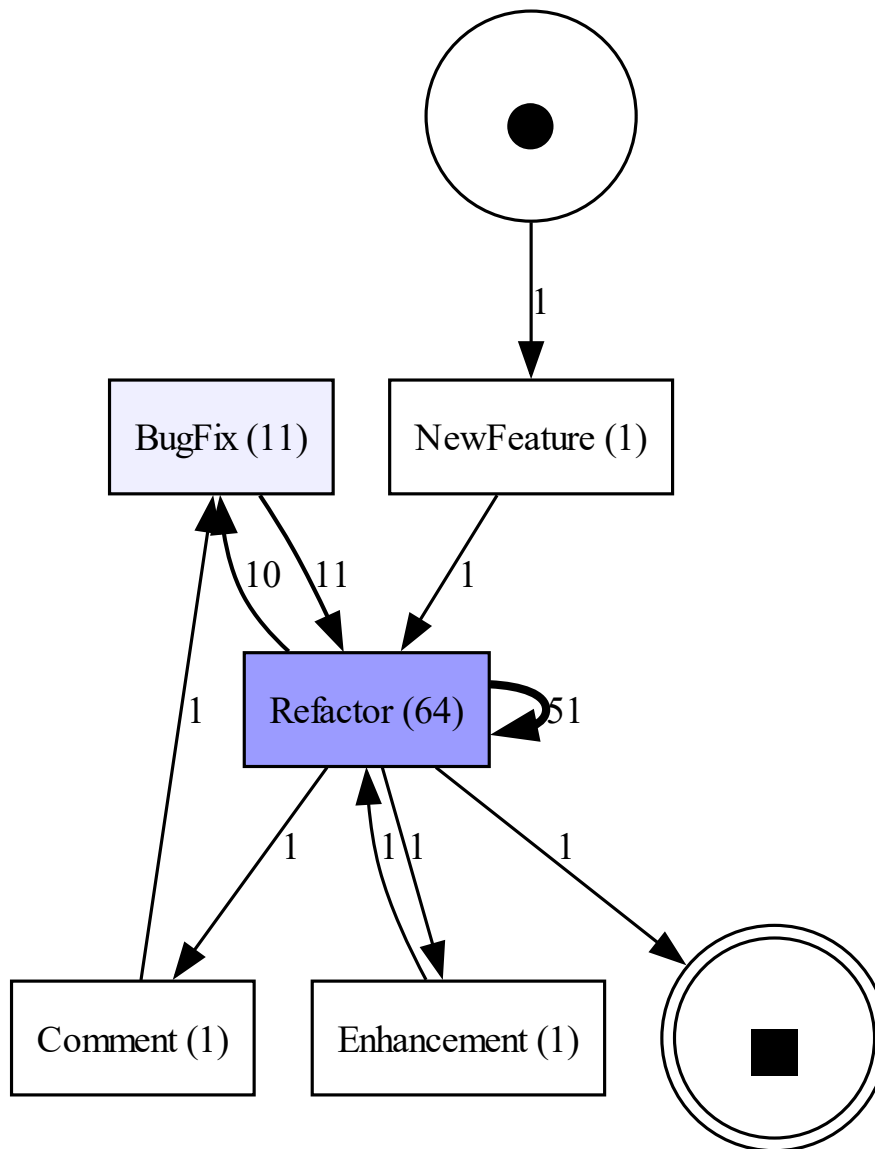 1
BugFix (11)
NewFeature (1)
10
11
1
1
Refactor (64)
51
1
1
1
1
Comment (1)
Enhancement (1)